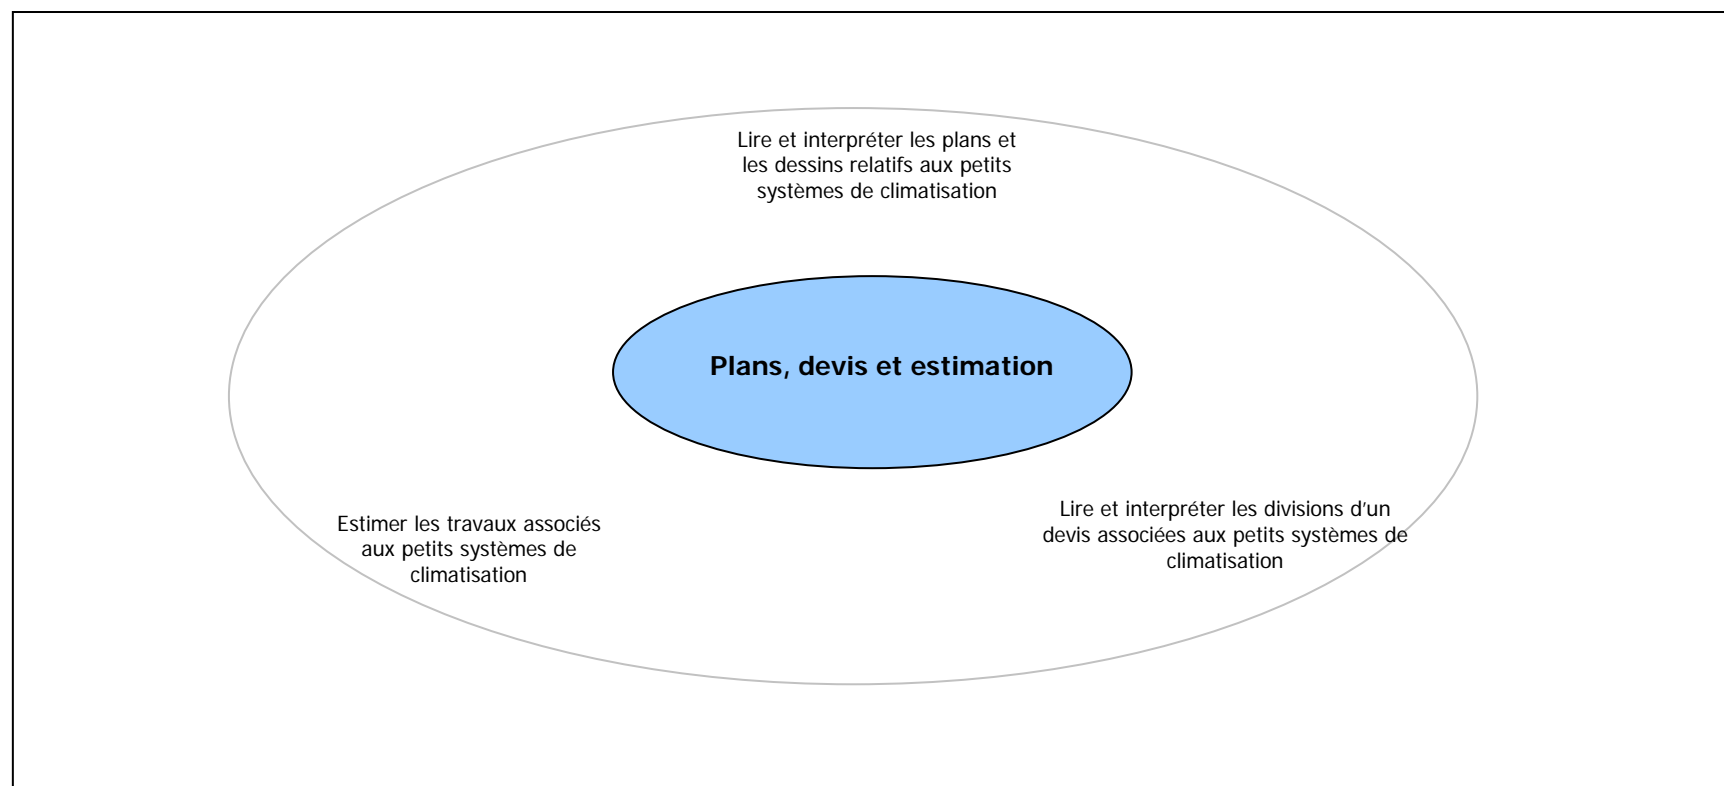 Lire et interpréter les plans et
les dessins relatifs aux petits
systèmes de climatisation
Plans, devis et estimation
Estimer les travaux associés
aux petits systèmes de
climatisation
Lire et interpréter les divisions d’un
devis associées aux petits systèmes de
climatisation